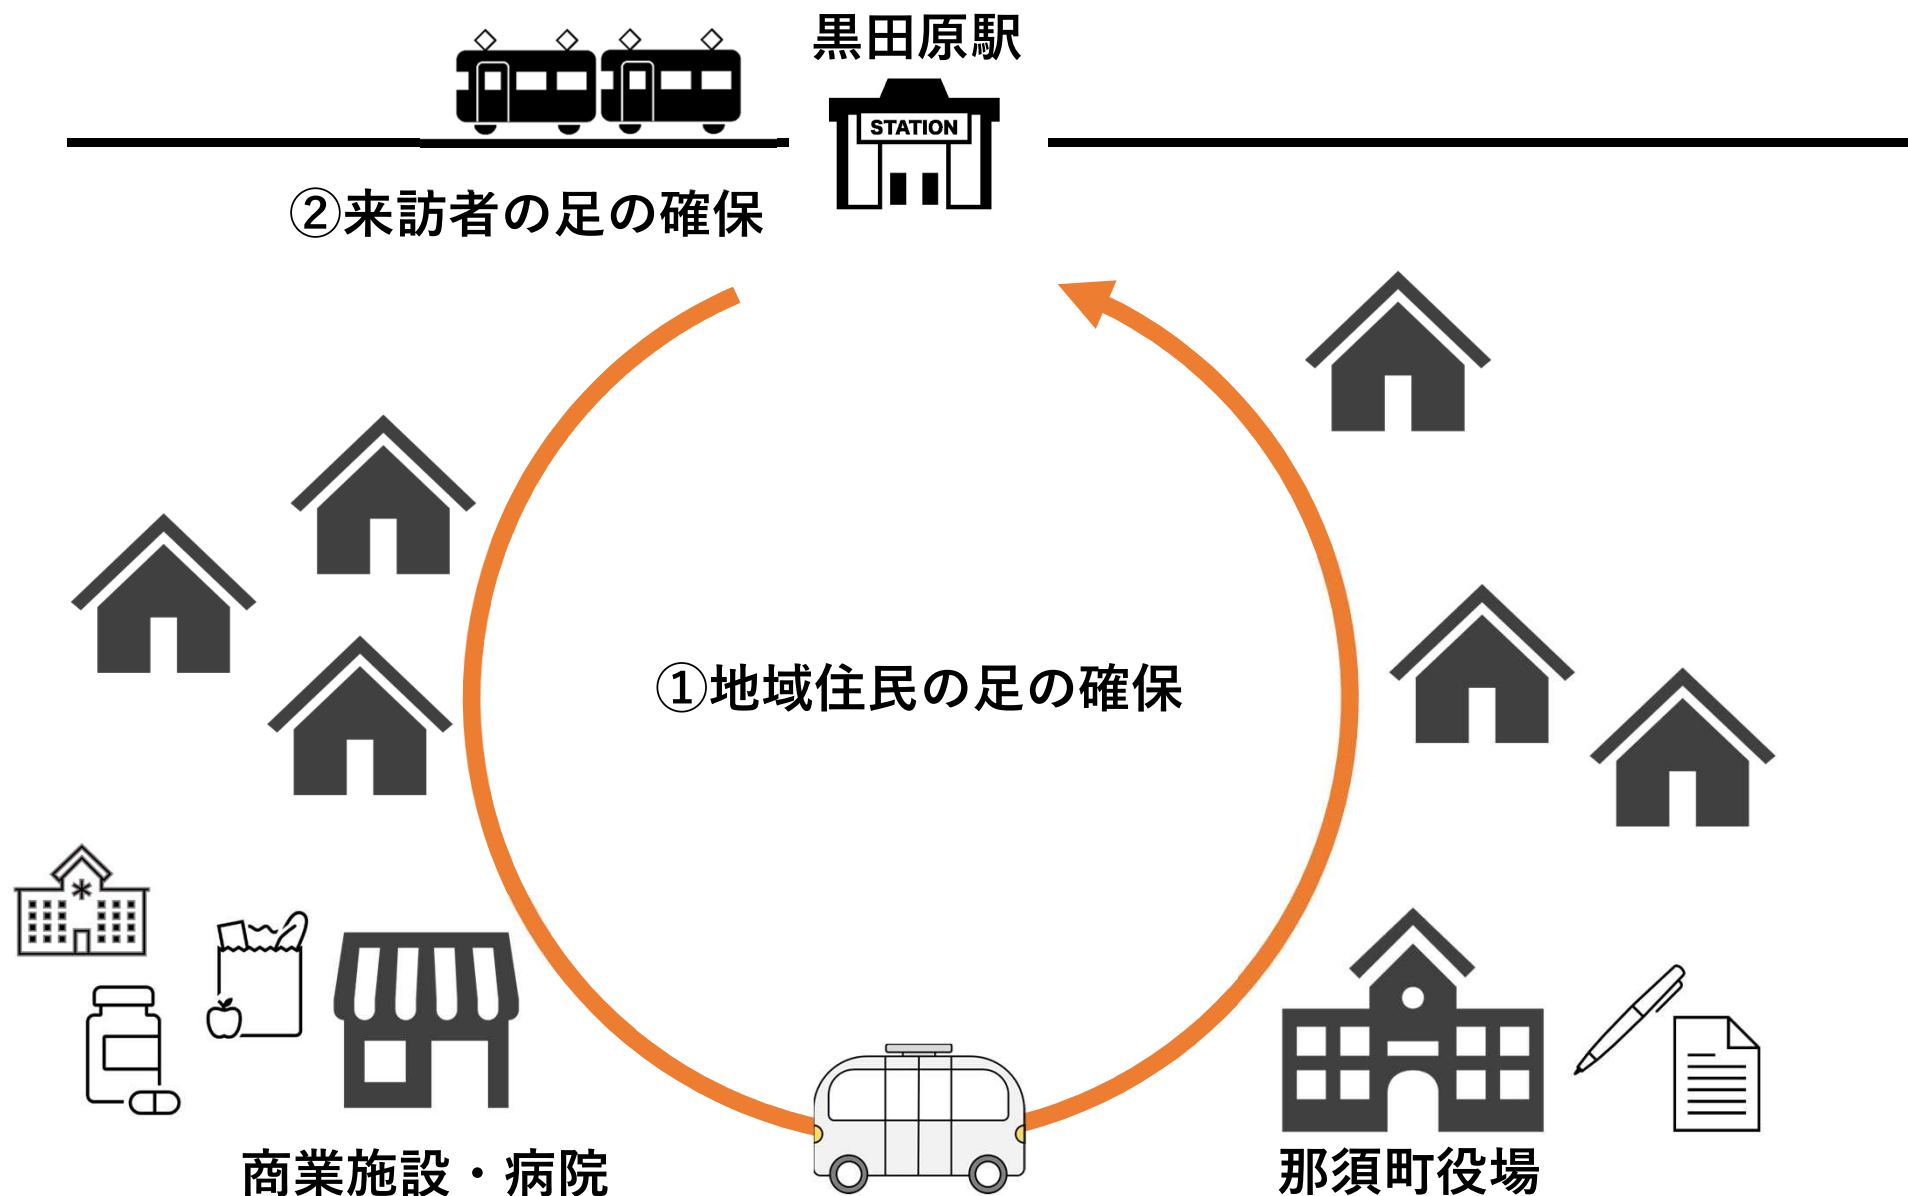 黒田原駅
STATION
②来訪者の足の確保
①地域住民の足の確保
商業施設・病院
那須町役場